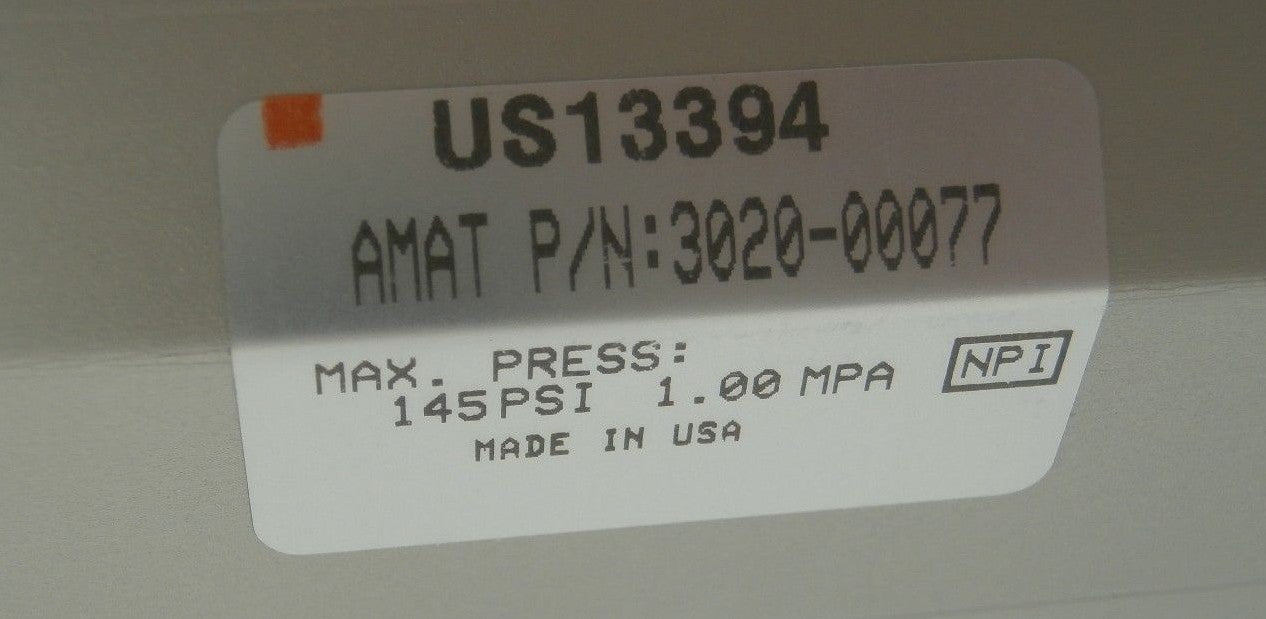 US13394
AMAT P/N:3020-00077
MAX. PRESS:
145PSI 1.00 MPA
NPI
MADE IN USA